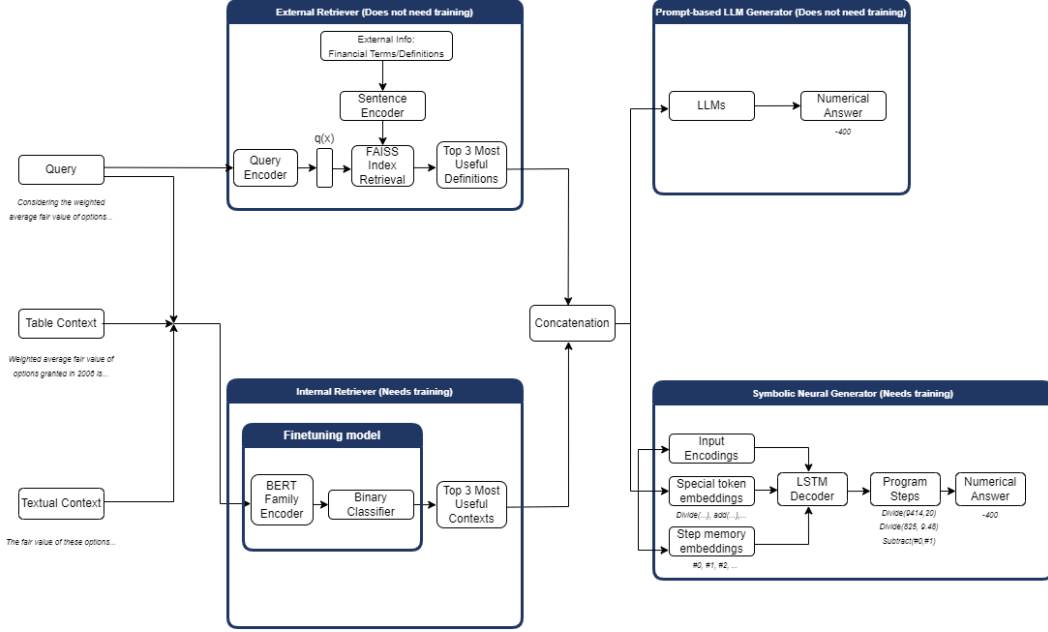 External Retriever (Does not need training)
External Info:
Financial Terms/Definitions
Sentence
Encoder
q(x)
Query
Encoder
FAISS
Index
Retrieval
Top 3 Most
Useful
Definitions
Query
Considering the weighted
average fair value of options...
Table Context
Weighted average fair value of
options granted in 2006 is...
Textual Context
The fair value of these options...
Internal Retriever (Needs training)
Finetuning model
BERT
Family
Encoder
Binary
Classifier
Top 3 Most
Useful
Contexts
Concatenation
Prompt-based LLM Generator (Does not need training)
LLMs
Numerical
Answer
-400
Symbolic Neural Generator (Needs training)
Input
Encodings
Special token
embeddings
Divide(...), add(...),...
Step memory
embeddings
#0, #1, #2, ...
LSTM
Decoder
Program
Steps
Divide(9414,20)
Divide(825, 9.48)
Subtract(#0,#1)
Numerical
Answer
-400